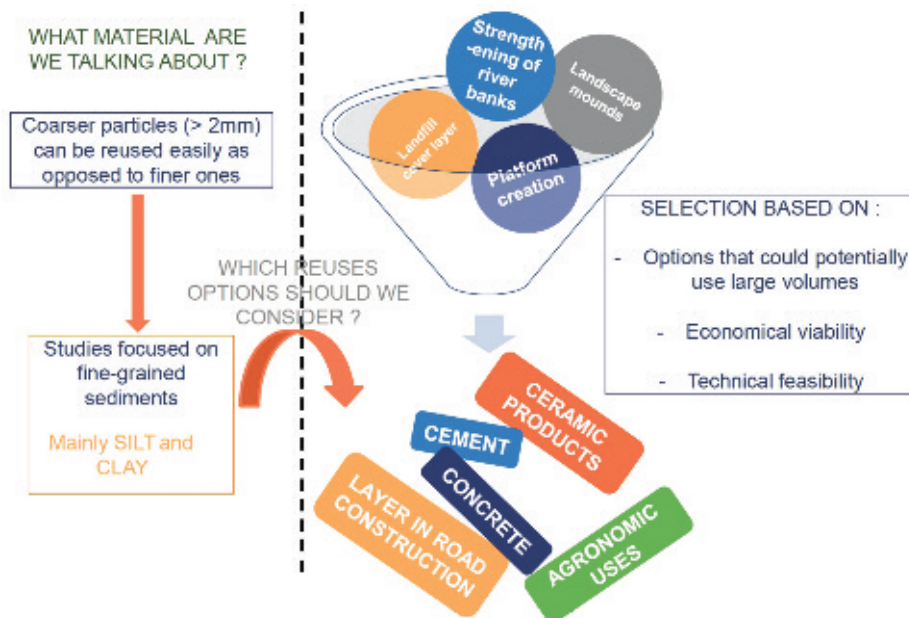 WHAT MATERIAL ARE
WE TALKING ABOUT ?
Coarser particles (> 2mm)
can be reused easily as
opposed to finer ones
Studies focused on
fine-grained
sediments
Mainly SILT and
CLAY
WHICH REUSES
OPTIONS SHOULD WE
CONSIDER ?
Strength
-ening of
river
banks
Landscape
mounds
Landfill
cover layer
Platform
creation
SELECTION BASED ON :
- Options that could potentially
use large volumes
- Economical viability
- Technical feasibility
CERAMIC
PRODUCTS
CEMENT
CONCRETE
LAYER IN ROAD
CONSTRUCTION
AGRONOMIC
USES